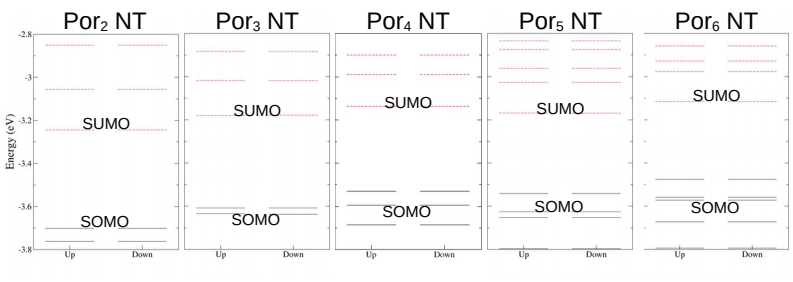 Por₂ NT
Por₃ NT
Por₄ NT
Por₅ NT
Por₆ NT
Energy (eV)
-2.8
-3
-3.2
-3.4
-3.6
-3.8
SUMO
SOMO
Up
Down
SUMO
SOMO
Up
Down
SUMO
SOMO
Up
Down
SUMO
SOMO
Up
Down
SUMO
SOMO
Up
Down